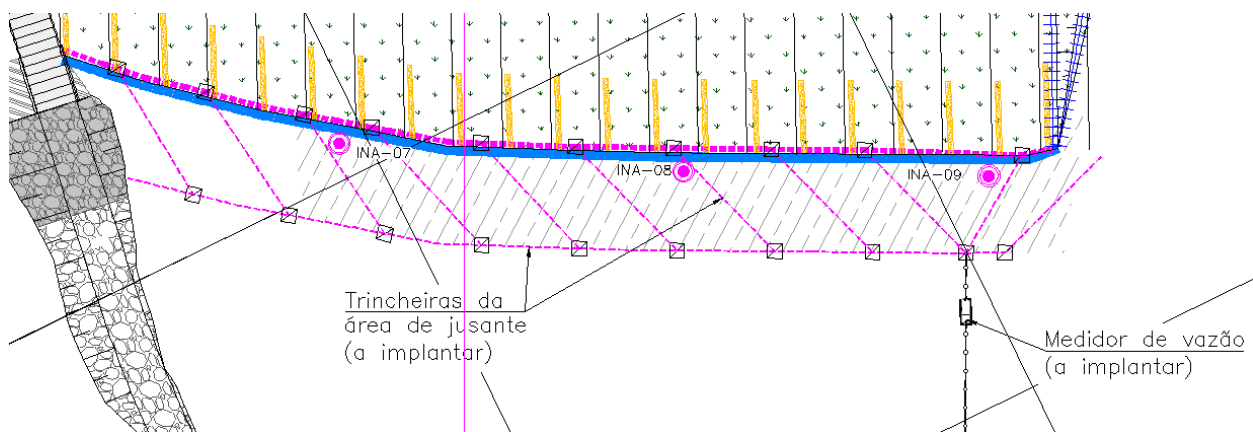 INA-07
INA-08
INA-09
Trincheiras da
área de jusante
(a implantar)
Medidor de vazão
(a implantar)